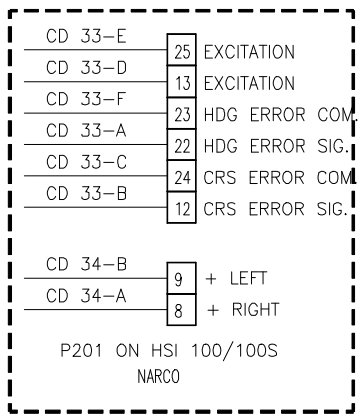 CD 33-E 25 EXCITATION
CD 33-D 13 EXCITATION
CD 33-F 23 HDG ERROR COM.
CD 33-A 22 HDG ERROR SIG.
CD 33-C 24 CRS ERROR COM.
CD 33-B 12 CRS ERROR SIG.
CD 34-B 9 + LEFT
CD 34-A 8 + RIGHT
P201 ON HSI 100/100S
NARCO